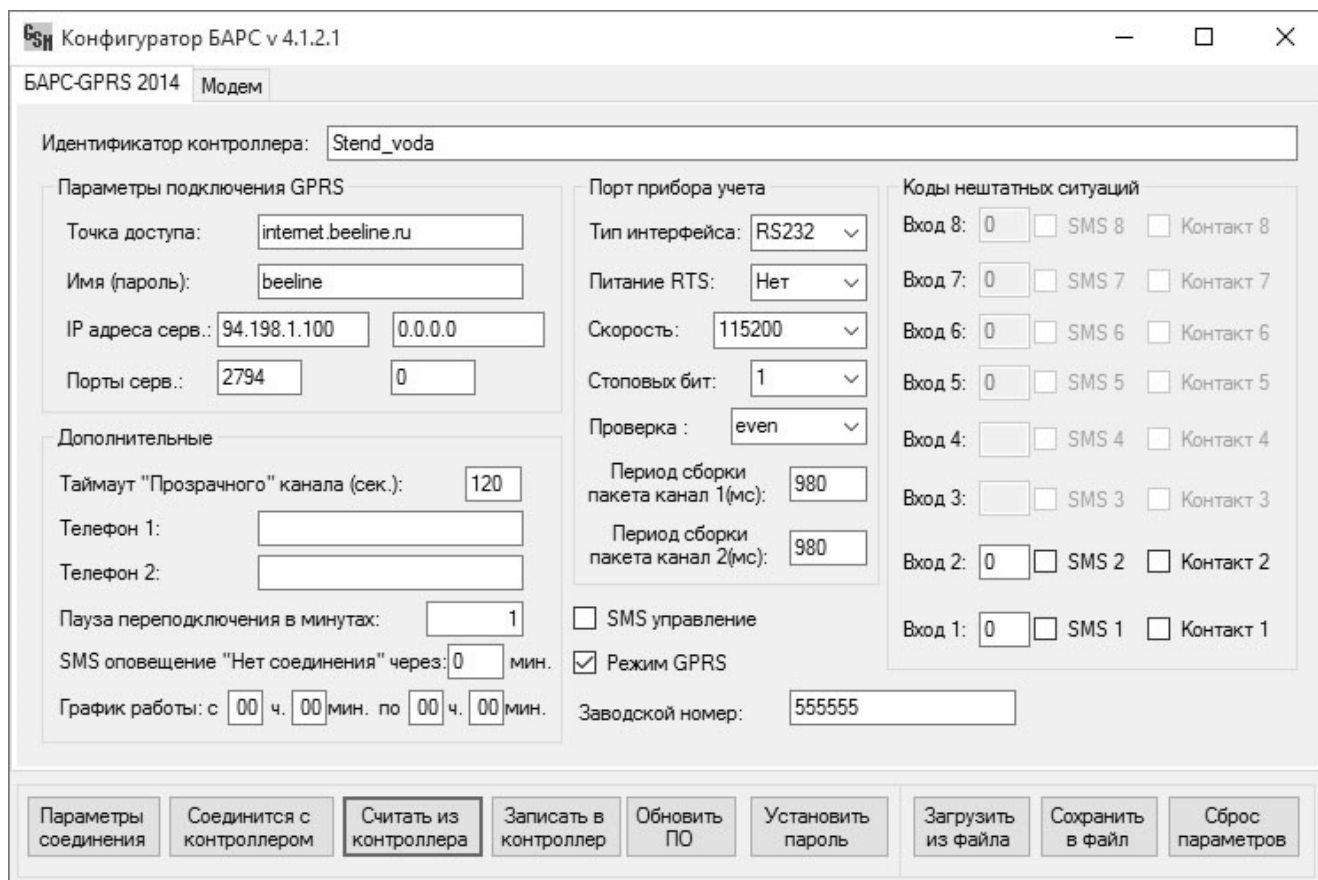 GSM Конфигуратор БАРС v 4.1.2.1
БАРС-GPRS 2014 Модем
Идентификатор контроллера: Stend_voda
Параметры подключения GPRS
Точка доступа: internet.beeline.ru
Имя (пароль): beeline
IP адреса серв.: 94.198.1.100 0.0.0.0
Порты серв.: 2794 0
Дополнительные
Таймаут "Прозрачного" канала (сек.): 120
Телефон 1:
Телефон 2:
Пауза переподключения в минутах: 1
SMS оповещение "Нет соединения" через: 0 мин.
График работы: с 00 ч. 00 мин. по 00 ч. 00 мин.
Порт прибора учета
Тип интерфейса: RS232
Питание RTS: Нет
Скорость: 115200
Стоповых бит: 1
Проверка : even
Период сборки
пакета канал 1(мс): 980
Период сборки
пакета канал 2(мс): 980
SMS управление
Режим GPRS
Заводской номер: 555555
Коды нештатных ситуаций
Вход 8: 0 SMS 8 Контакт 8
Вход 7: 0 SMS 7 Контакт 7
Вход 6: 0 SMS 6 Контакт 6
Вход 5: 0 SMS 5 Контакт 5
Вход 4: SMS 4 Контакт 4
Вход 3: SMS 3 Контакт 3
Вход 2: 0 SMS 2 Контакт 2
Вход 1: 0 SMS 1 Контакт 1
Параметры
соединения
Соединится с
контроллером
Считать из
контроллера
Записать в
контроллер
Обновить
ПО
Установить
пароль
Загрузить
из файла
Сохранить
в файл
Сброс
параметров